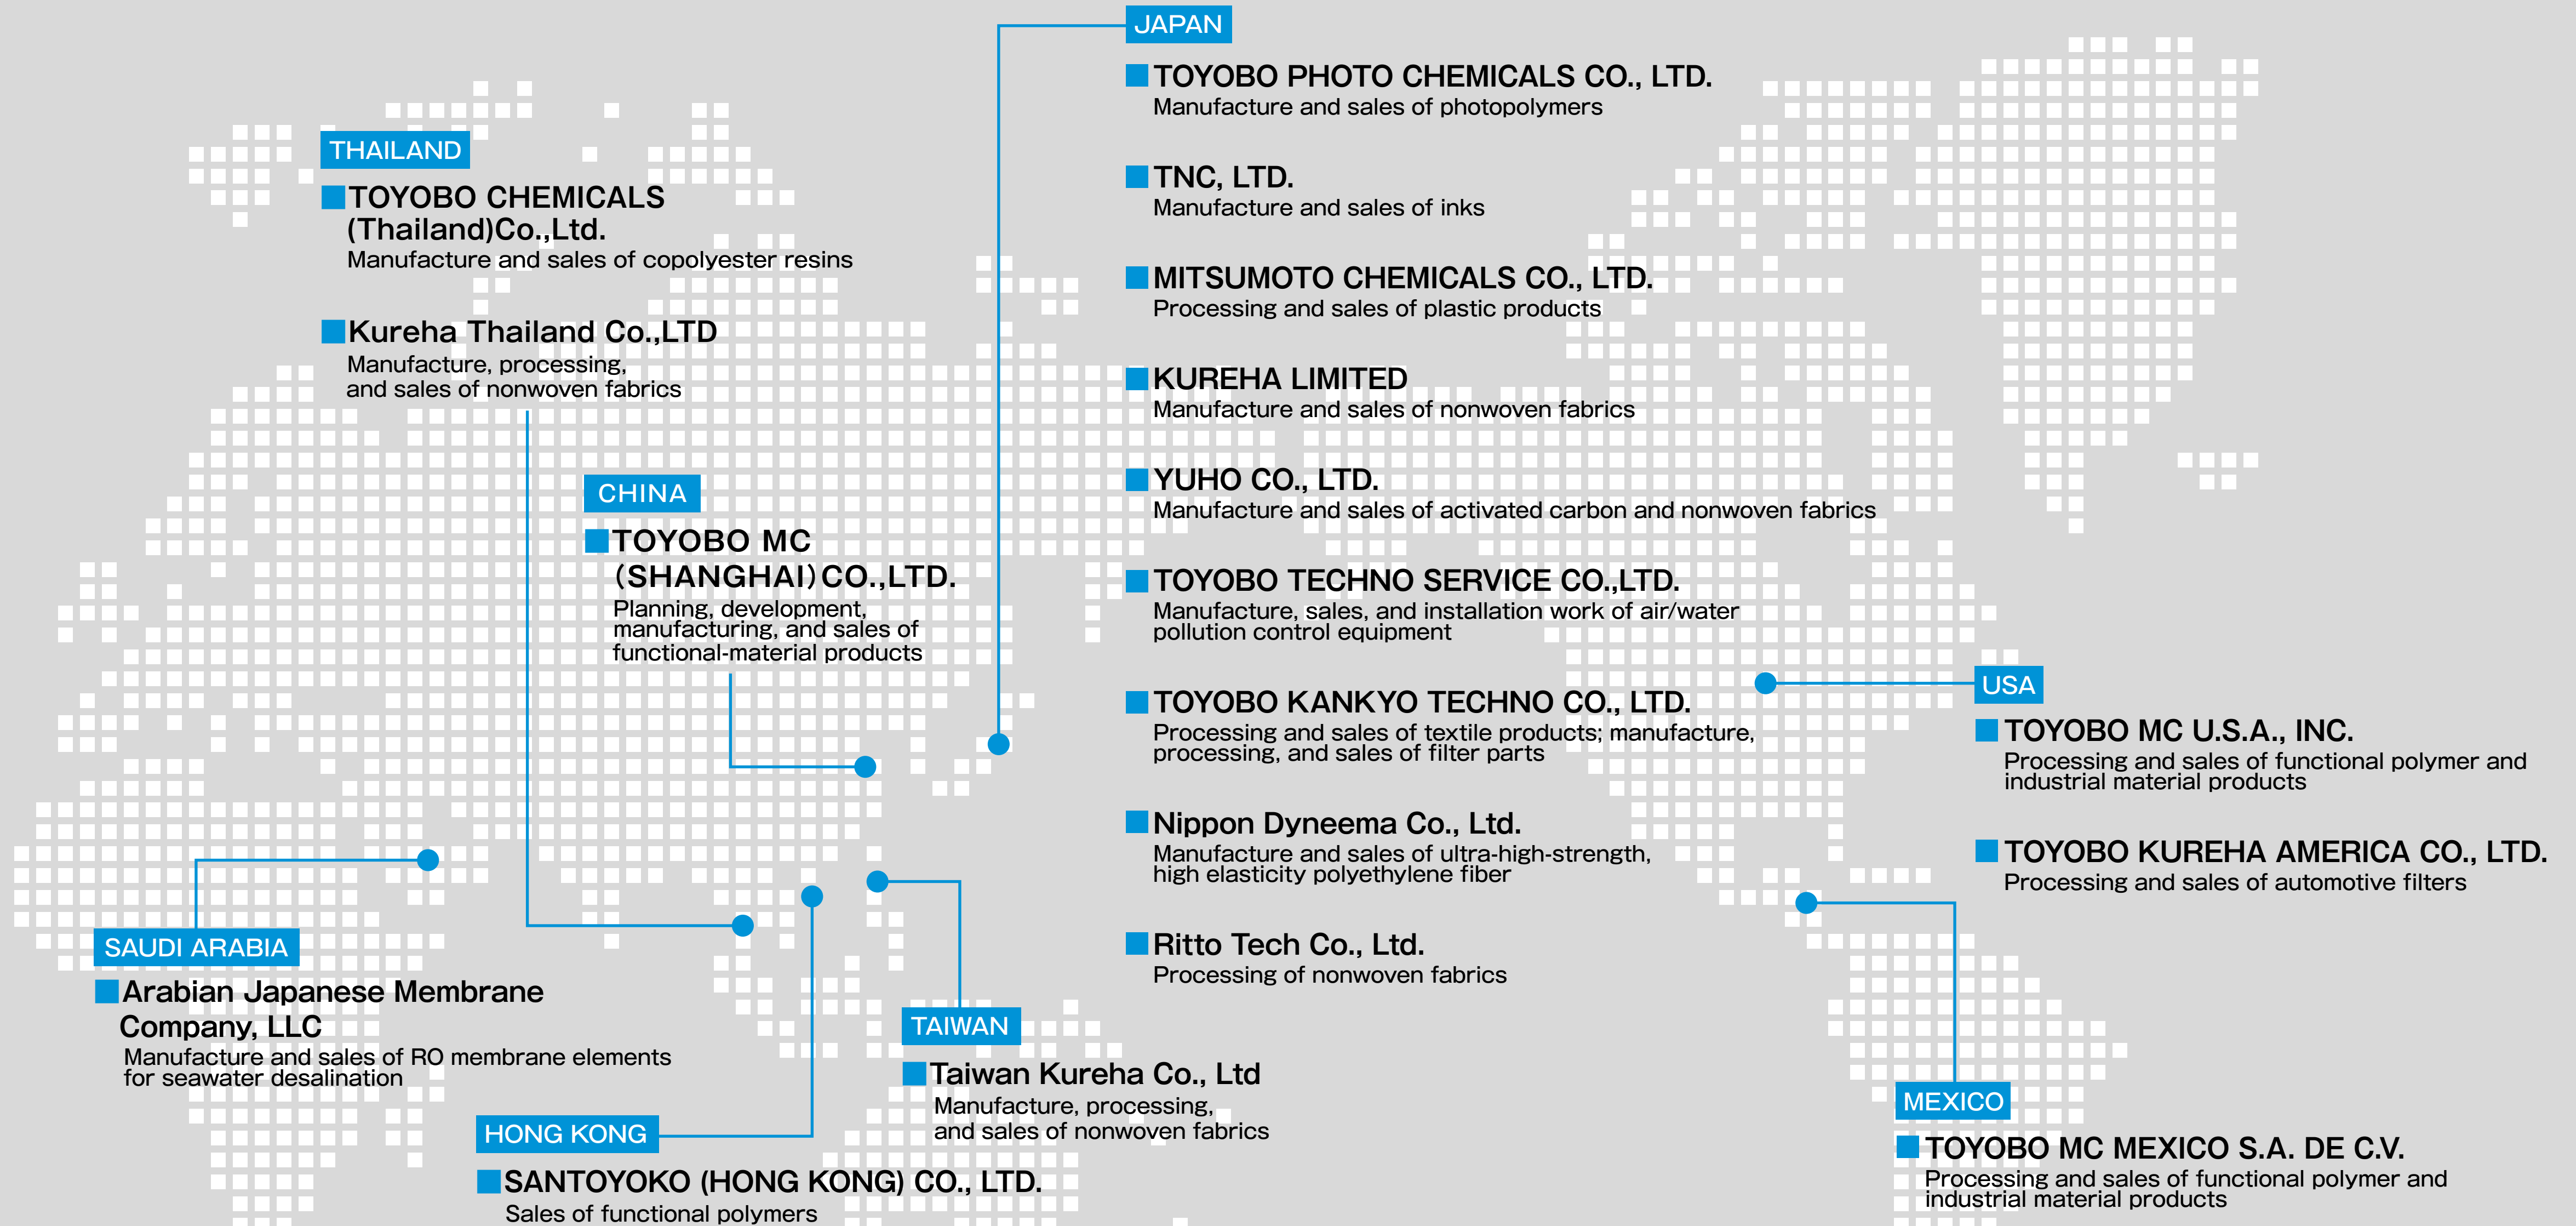 JAPAN
TOYOBO PHOTO CHEMICALS CO., LTD.
Manufacture and sales of photopolymers
TNC, LTD.
Manufacture and sales of inks
MITSUMOTO CHEMICALS CO., LTD.
Processing and sales of plastic products
KUREHA LIMITED
Manufacture and sales of nonwoven fabrics
YUHO CO., LTD.
Manufacture and sales of activated carbon and nonwoven fabrics
TOYOBO TECHNO SERVICE CO.,LTD.
Manufacture, sales, and installation work of air/water
pollution control equipment
TOYOBO KANKYO TECHNO CO., LTD.
Processing and sales of textile products; manufacture,
processing, and sales of filter parts
Nippon Dyneema Co., Ltd.
Manufacture and sales of ultra-high-strength,
high elasticity polyethylene fiber
Ritto Tech Co., Ltd.
Processing of nonwoven fabrics
THAILAND
TOYOBO CHEMICALS
(Thailand)Co.,Ltd.
Manufacture and sales of copolyester resins
Kureha Thailand Co.,LTD
Manufacture, processing,
and sales of nonwoven fabrics
CHINA
TOYOBO MC
(SHANGHAI)CO.,LTD.
Planning, development,
manufacturing, and sales of
functional-material products
USA
TOYOBO MC U.S.A., INC.
Processing and sales of functional polymer and
industrial material products
TOYOBO KUREHA AMERICA CO., LTD.
Processing and sales of automotive filters
SAUDI ARABIA
Arabian Japanese Membrane
Company, LLC
Manufacture and sales of RO membrane elements
for seawater desalination
TAIWAN
Taiwan Kureha Co., Ltd
Manufacture, processing,
and sales of nonwoven fabrics
HONG KONG
SANTOYOKO (HONG KONG) CO., LTD.
Sales of functional polymers
MEXICO
TOYOBO MC MEXICO S.A. DE C.V.
Processing and sales of functional polymer and
industrial material products